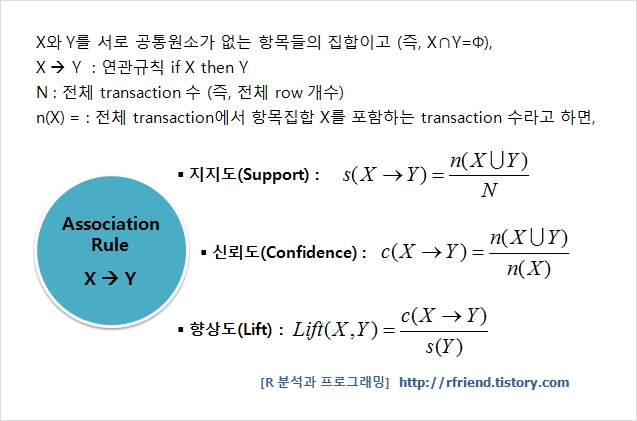 X와 Y를 서로 공통원소가 없는 항목들의 집합이고 (즉, X∩Y=Φ),
X → Y : 연관규칙 if X then Y
N : 전체 transaction 수 (즉, 전체 row 개수)
n(X) = : 전체 transaction에서 항목집합 X를 포함하는 transaction 수라고 하면,
Association
Rule
X → Y
▪ 지지도(Support) : s(X → Y) = n(X ⋃ Y) / N
▪ 신뢰도(Confidence) : c(X → Y) = n(X ⋃ Y) / n(X)
▪ 향상도(Lift) : Lift(X,Y) = c(X → Y) / s(Y)
[R 분석과 프로그래밍] http://rfriend.tistory.com